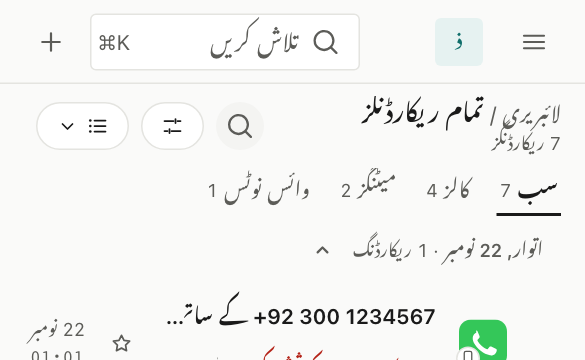 ذ
تلاش کریں ⌘K
لائبریری / تمام ریکارڈنلز
7 ریکارڈنگز
سب 7 کالز 4 میٹنگز 2 وائس نوٹس 1
اتوار, 22 نومبر · 1 ریکارڈنگ
+92 300 1234567 کے ساتھ...
22 نومبر
01:01